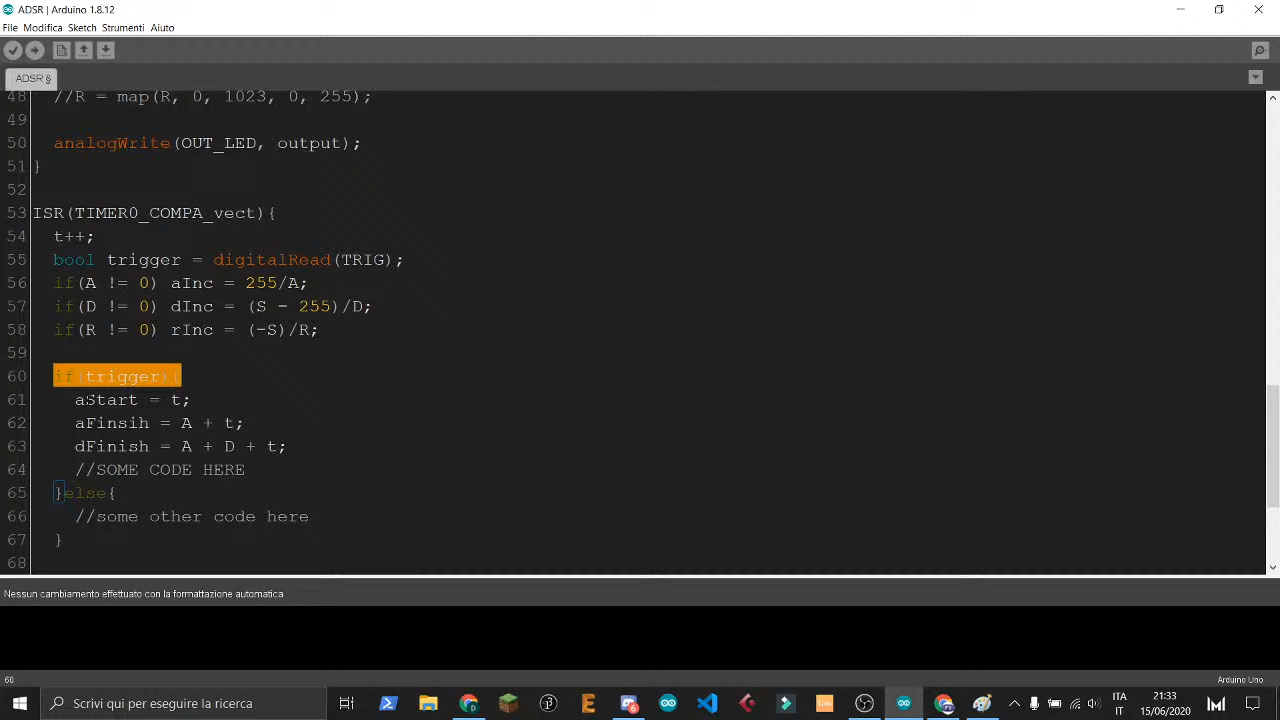 ADSR | Arduino 1.8.12
File Modifica Sketch Strumenti Aiuto
ADSR §
48 //R = map(R, 0, 1023, 0, 255);
49
50 analogWrite(OUT_LED, output);
51 }
52
53 ISR(TIMER0_COMPA_vect){
54 t++;
55 bool trigger = digitalRead(TRIG);
56 if(A != 0) aInc = 255/A;
57 if(D != 0) dInc = (S - 255)/D;
58 if(R != 0) rInc = (-S)/R;
59
60 if(trigger){
61 aStart = t;
62 aFinsih = A + t;
63 dFinish = A + D + t;
64 //SOME CODE HERE
65 }else{
66 //some other code here
67 }
68
Nessun cambiamento effettuato con la formattazione automatica
60 Arduino Uno
Scrivi qui per eseguire la ricerca
live
6
ITA
IT
21:33
15/06/2020